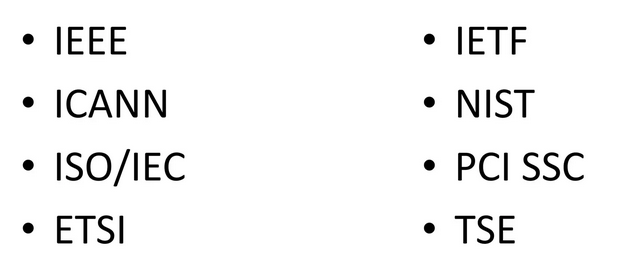 • IEEE
• ICANN
• ISO/IEC
• ETSI
• IETF
• NIST
• PCI SSC
• TSE